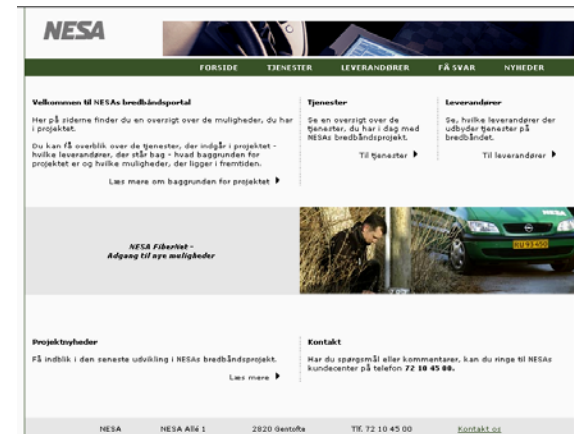 NESA
FORSIDE TJENESTER LEVERANDØRER FÅ SVAR NYHEDER
Velkommen til NESAs bredbåndsportal
Her på siderne finder du en oversigt over de muligheder, du har
i projektet.
Du kan få overblik over de tjenester, der indgår i projektet -
hvilke leverandører, der står bag - hvad baggrunden for
projektet er og hvilke muligheder, der ligger i fremtiden.
Læs mere om baggrunden for projektet
Tjenester
Se en oversigt over de
tjenester, du har i dag med
NESAs bredbåndsprojekt.
Til tjenester
Leverandører
Se, hvilke leverandører der
udbyder tjenester på
bredbåndet.
Til leverandører
NESA FiberNet -
Adgang til nye muligheder
NESA
RU 93 450
Projektnyheder
Få indblik i den seneste udvikling i NESAs bredbåndsprojekt.
Læs mere
Kontakt
Har du spørgsmål eller kommentarer, kan du ringe til NESAs
kundecenter på telefon 72 10 45 00.
NESA NESA Allé 1 2820 Gentofte Tlf. 72 10 45 00 Kontakt os